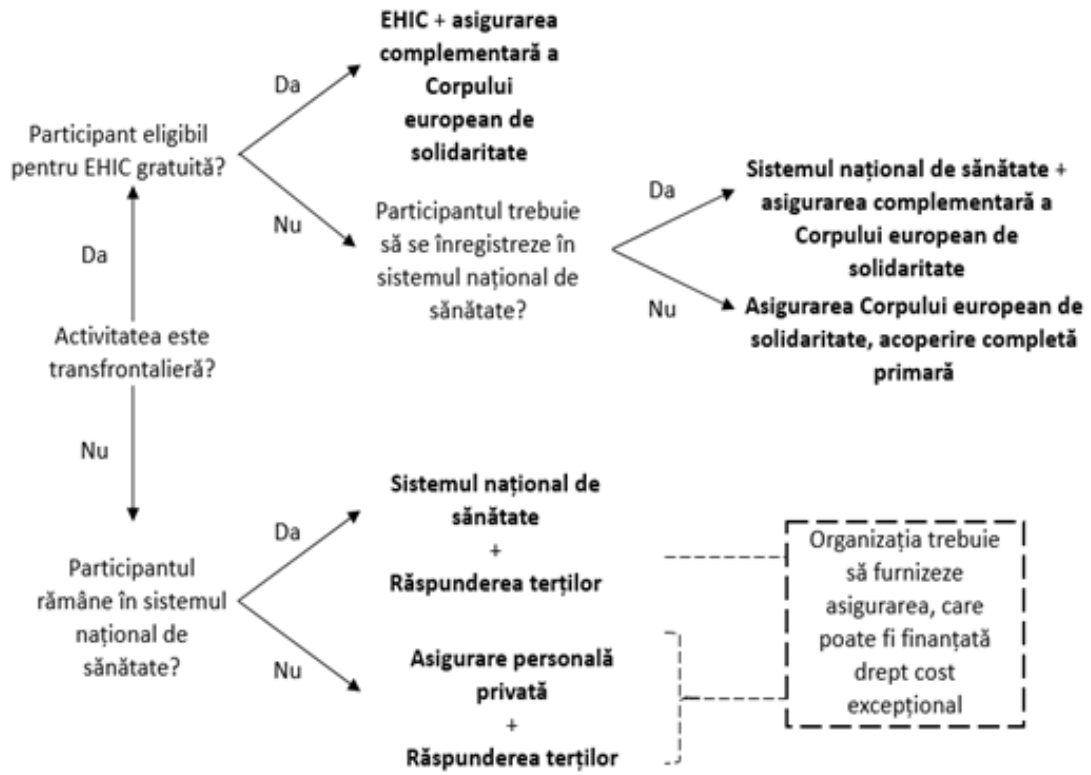 EHIC + asigurarea
complementară a
Corpului
european de
solidaritate
Da
Participant eligibil
pentru EHIC gratuită?
Nu
Participantul trebuie
să se înregistreze în
sistemul național de
sănătate?
Da
Sistemul național de sănătate +
asigurarea complementară a
Corpului european de
solidaritate
Nu
Asigurarea Corpului european de
solidaritate, acoperire completă
primară
Da
Activitatea este
transfrontalieră?
Nu
Participantul
rămâne în sistemul
național de
sănătate?
Da
Sistemul național de
sănătate
+
Răspunderea terților
Nu
Asigurare personală
privată
+
Răspunderea terților
Organizația trebuie
să furnizeze
asigurarea, care
poate fi finanțată
drept cost
excepțional